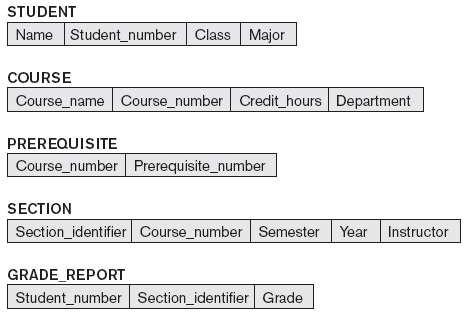 STUDENT
Name Student_number Class Major
COURSE
Course_name Course_number Credit_hours Department
PREREQUISITE
Course_number Prerequisite_number
SECTION
Section_identifier Course_number Semester Year Instructor
GRADE_REPORT
Student_number Section_identifier Grade